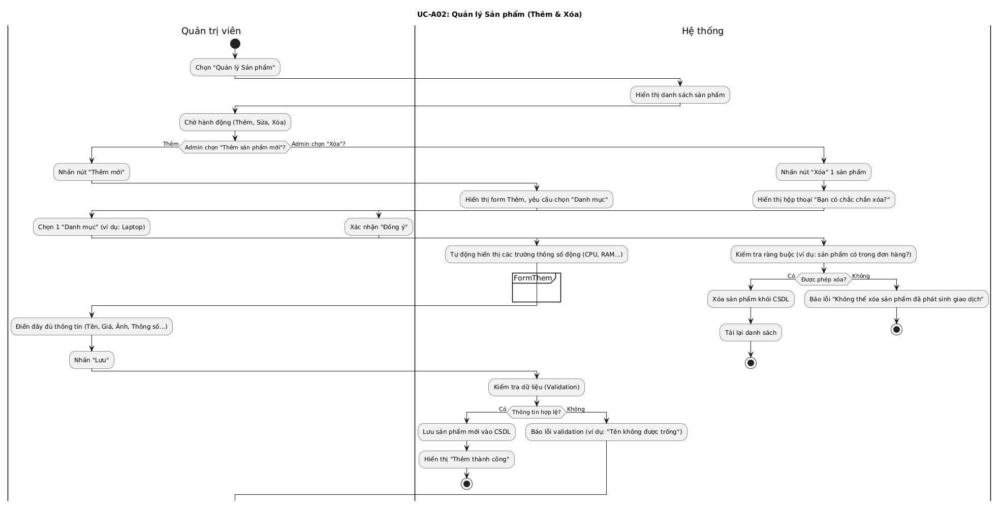 UC-A02: Quản lý Sản phẩm (Thêm & Xóa)
Quản trị viên
Hệ thống
Chọn "Quản lý Sản phẩm"
Hiển thị danh sách sản phẩm
Chờ hành động (Thêm, Sửa, Xóa)
Thêm
Admin chọn "Thêm sản phẩm mới"?
Admin chọn "Xóa"?
Nhấn nút "Thêm mới"
Nhấn nút "Xóa" 1 sản phẩm
Hiển thị form Thêm, yêu cầu chọn "Danh mục"
Hiển thị hộp thoại "Bạn có chắc chắn xóa?"
Chọn 1 "Danh mục" (ví dụ: Laptop)
Xác nhận "Đồng ý"
Tự động hiển thị các trường thông số động (CPU, RAM...)
Kiểm tra ràng buộc (ví dụ: sản phẩm có trong đơn hàng?)
FormThem
Có
Được phép xóa?
Không
Xóa sản phẩm khỏi CSDL
Báo lỗi "Không thể xóa sản phẩm đã phát sinh giao dịch"
Điền đầy đủ thông tin (Tên, Giá, Ảnh, Thông số...)
Tải lại danh sách
Nhấn "Lưu"
Kiểm tra dữ liệu (Validation)
Có
Thông tin hợp lệ?
Không
Lưu sản phẩm mới vào CSDL
Báo lỗi validation (ví dụ: "Tên không được trống")
Hiển thị "Thêm thành công"